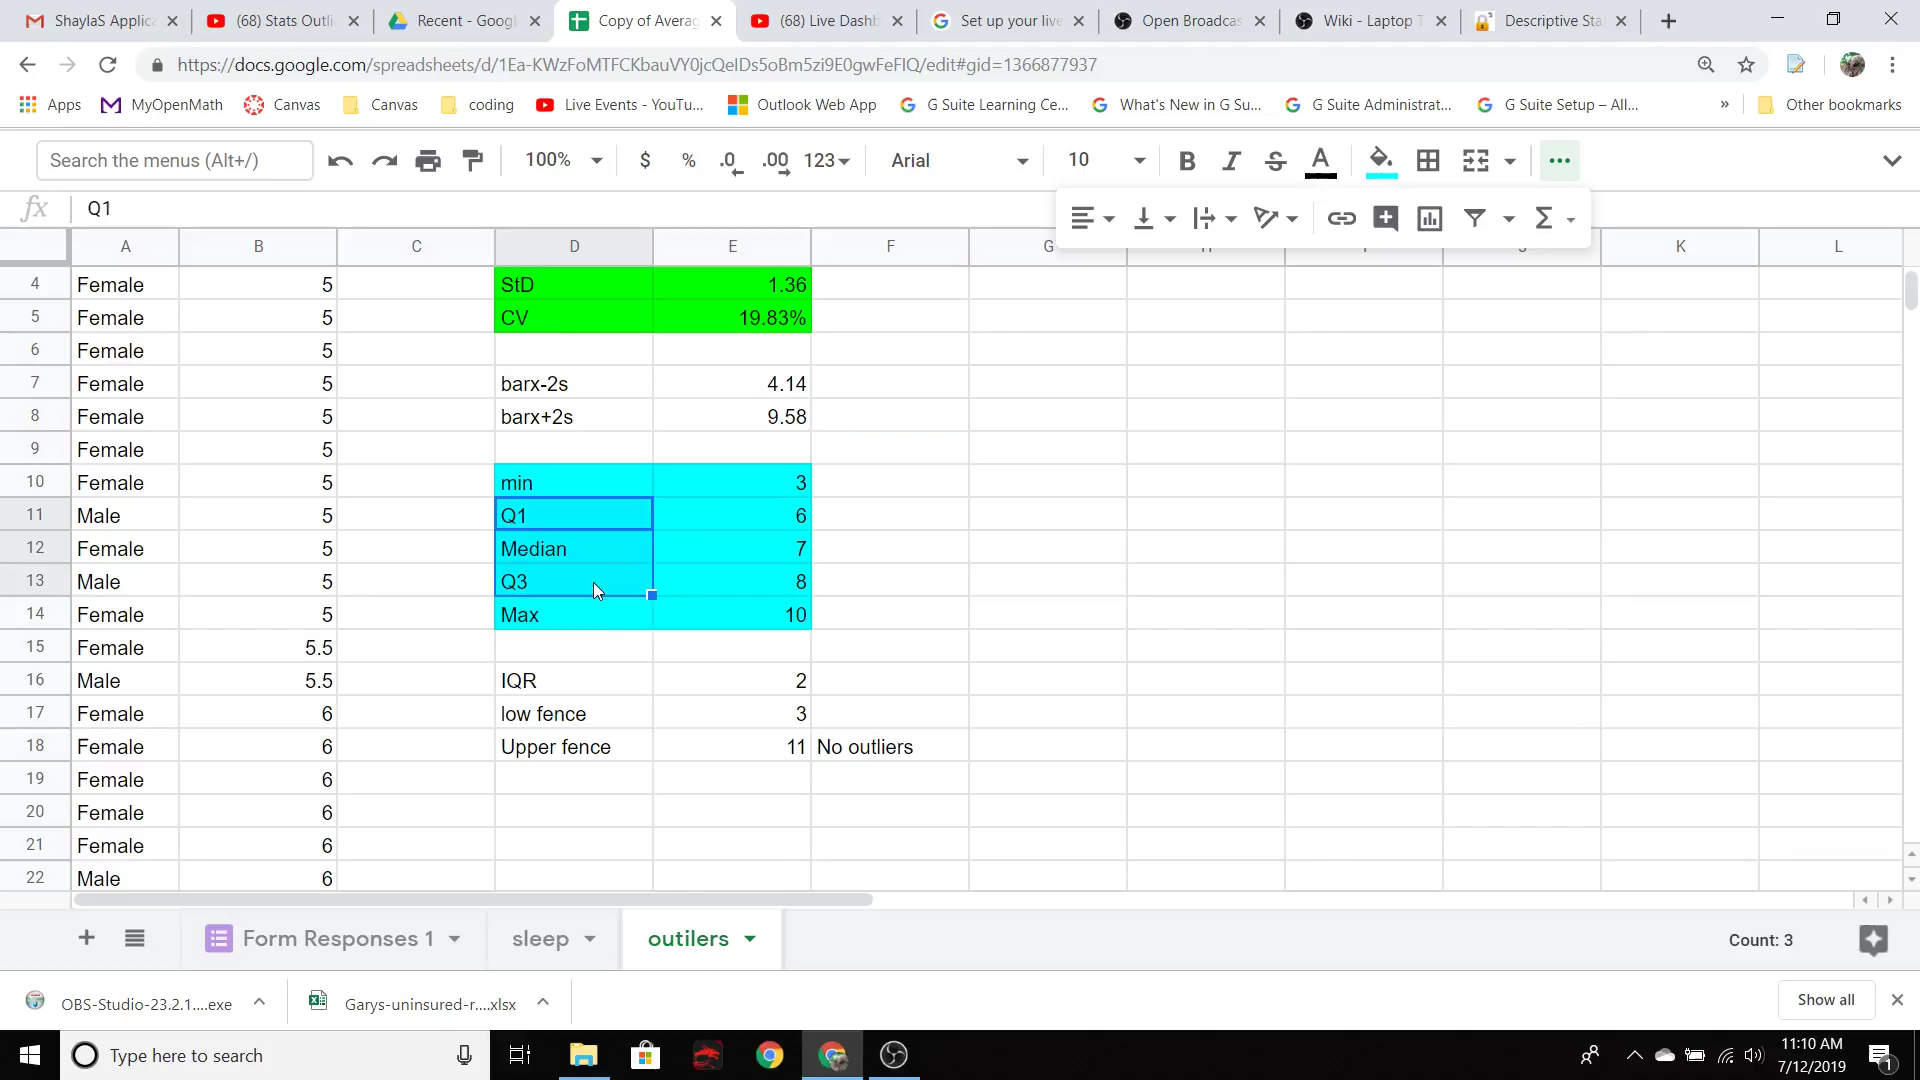 ShaylaS Applica
(68) Stats Outli
Recent - Googl
Copy of Averag
(68) Live Dashb
Set up your live
Open Broadcas
Wiki - Laptop T
Descriptive Sta
https://docs.google.com/spreadsheets/d/1Ea-KWzFoMTFCKbauVY0jcQeIDs5oBm5zi9E0gwFeFIQ/edit#gid=1366877937
Apps MyOpenMath Canvas Canvas coding Live Events - YouTu... Outlook Web App G Suite Learning Ce... What's New in G Su... G Suite Administrat... G Suite Setup – All... » Other bookmarks
Search the menus (Alt+/) 100% $ % .0 .00 123 Arial 10 B I S A
fx Q1
A B C D E F G H I J K L
4 Female 5 StD 1.36
5 Female 5 CV 19.83%
6 Female 5
7 Female 5 barx-2s 4.14
8 Female 5 barx+2s 9.58
9 Female 5
10 Female 5 min 3
11 Male 5 Q1 6
12 Female 5 Median 7
13 Male 5 Q3 8
14 Female 5 Max 10
15 Female 5.5
16 Male 5.5 IQR 2
17 Female 6 low fence 3
18 Female 6 Upper fence 11 No outliers
19 Female 6
20 Female 6
21 Female 6
22 Male 6
Form Responses 1 sleep outilers Count: 3
OBS-Studio-23.2.1....exe Garys-uninsured-r....xlsx Show all
Type here to search
11:10 AM
7/12/2019
1